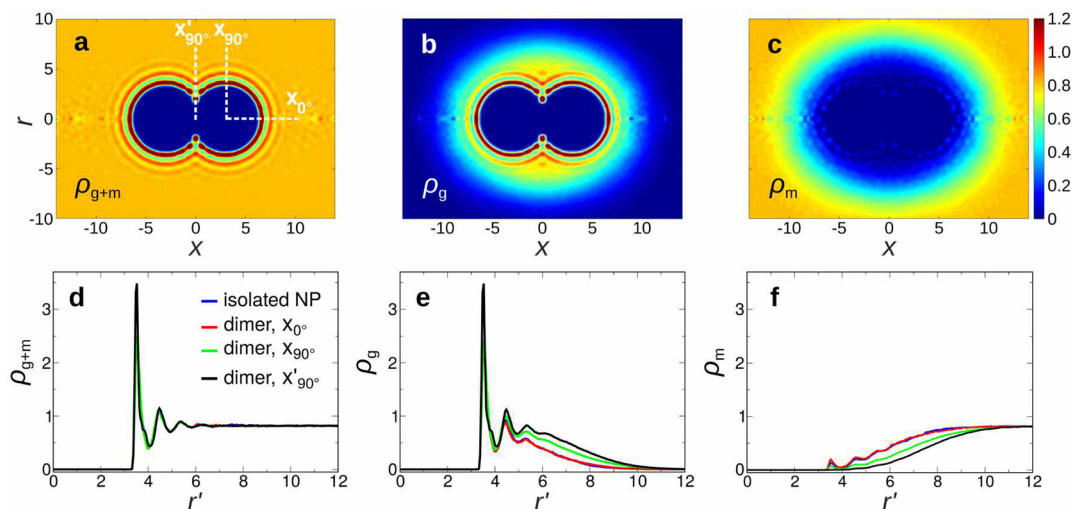 a
x'90°
x90°
x0°
ρg+m
r
10
5
0
-5
-10
-10
-5
0
5
10
x
b
ρg
-10
-5
0
5
10
x
c
ρm
-10
-5
0
5
10
x
1.2
1.0
0.8
0.6
0.4
0.2
0
d
isolated NP
dimer, x0°
dimer, x90°
dimer, x'90°
ρg+m
3
2
1
0
0
2
4
6
8
10
12
r'
e
ρg
3
2
1
0
0
2
4
6
8
10
12
r'
f
ρm
3
2
1
0
0
2
4
6
8
10
12
r'